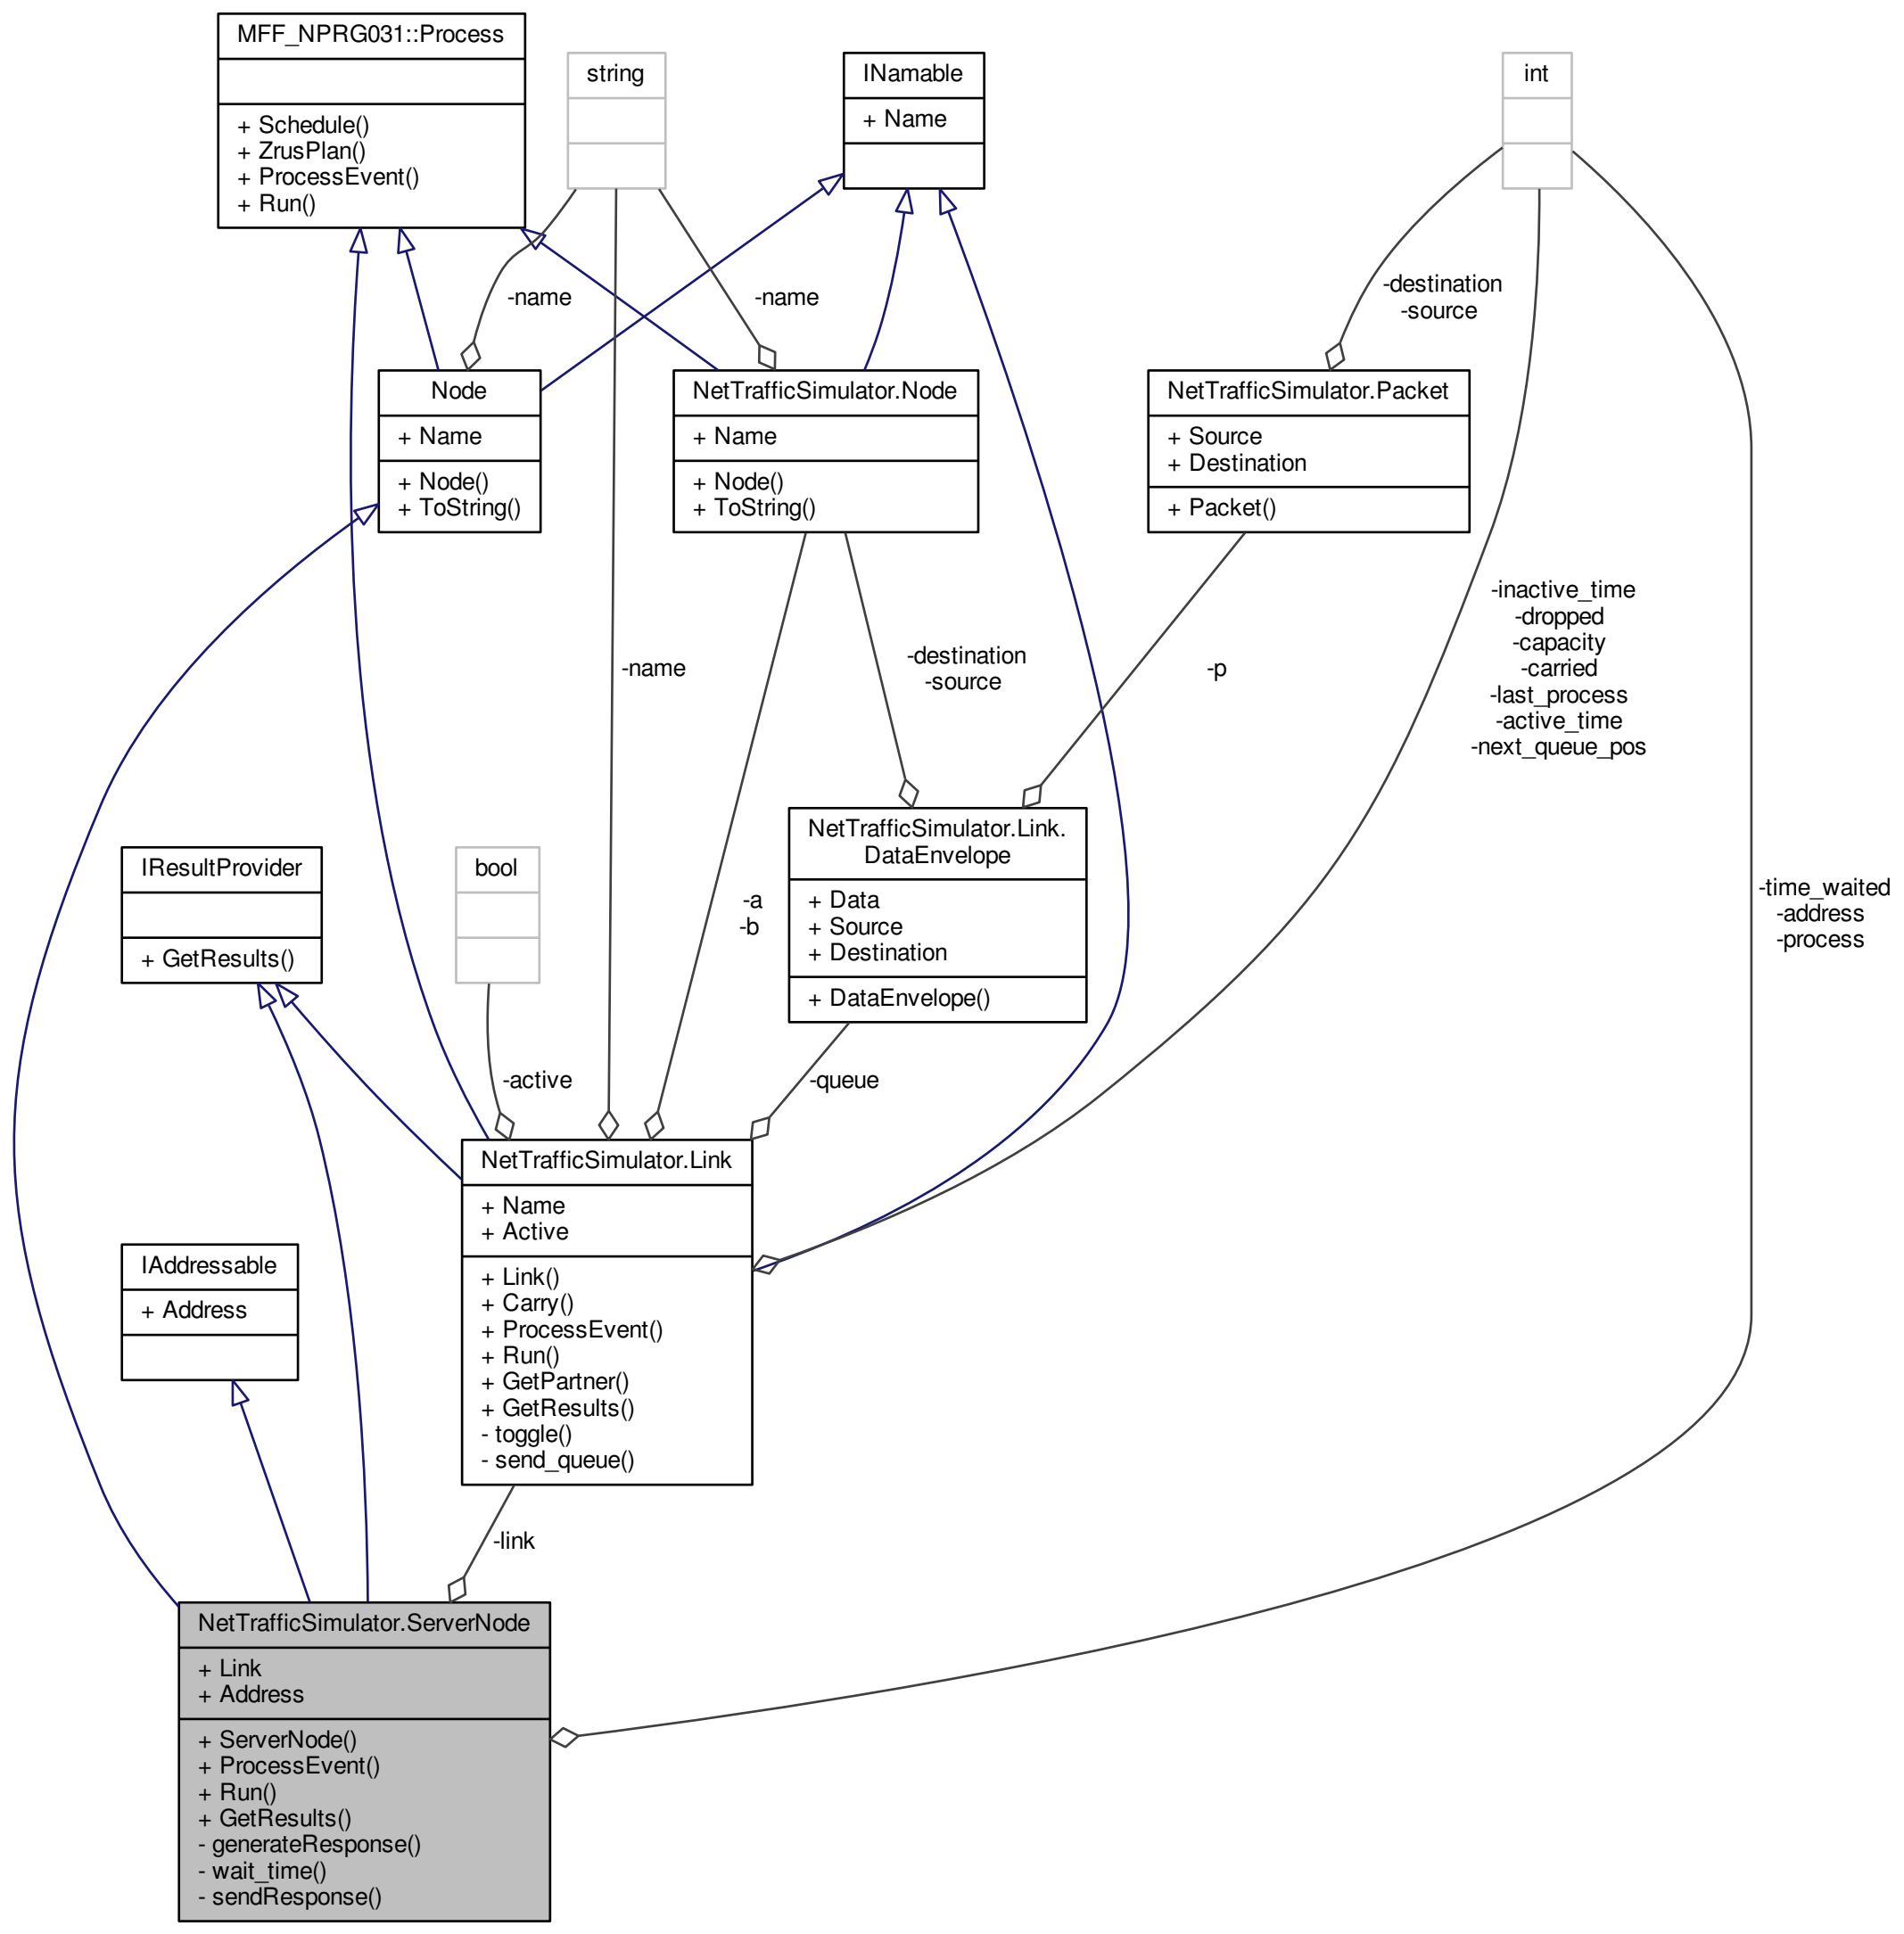 MFF_NPRG031::Process
+ Schedule()
+ ZrusPlan()
+ ProcessEvent()
+ Run()
string
INamable
+ Name
int
-name
-name
-destination
-source
Node
+ Name
+ Node()
+ ToString()
NetTrafficSimulator.Node
+ Name
+ Node()
+ ToString()
NetTrafficSimulator.Packet
+ Source
+ Destination
+ Packet()
-name
-destination
-source
-p
-inactive_time
-dropped
-capacity
-carried
-last_process
-active_time
-next_queue_pos
IResultProvider
+ GetResults()
bool
-a
-b
NetTrafficSimulator.Link.
DataEnvelope
+ Data
+ Source
+ Destination
+ DataEnvelope()
-time_waited
-address
-process
-active
-queue
NetTrafficSimulator.Link
+ Name
+ Active
+ Link()
+ Carry()
+ ProcessEvent()
+ Run()
+ GetPartner()
+ GetResults()
- toggle()
- send_queue()
IAddressable
+ Address
-link
NetTrafficSimulator.ServerNode
+ Link
+ Address
+ ServerNode()
+ ProcessEvent()
+ Run()
+ GetResults()
- generateResponse()
- wait_time()
- sendResponse()